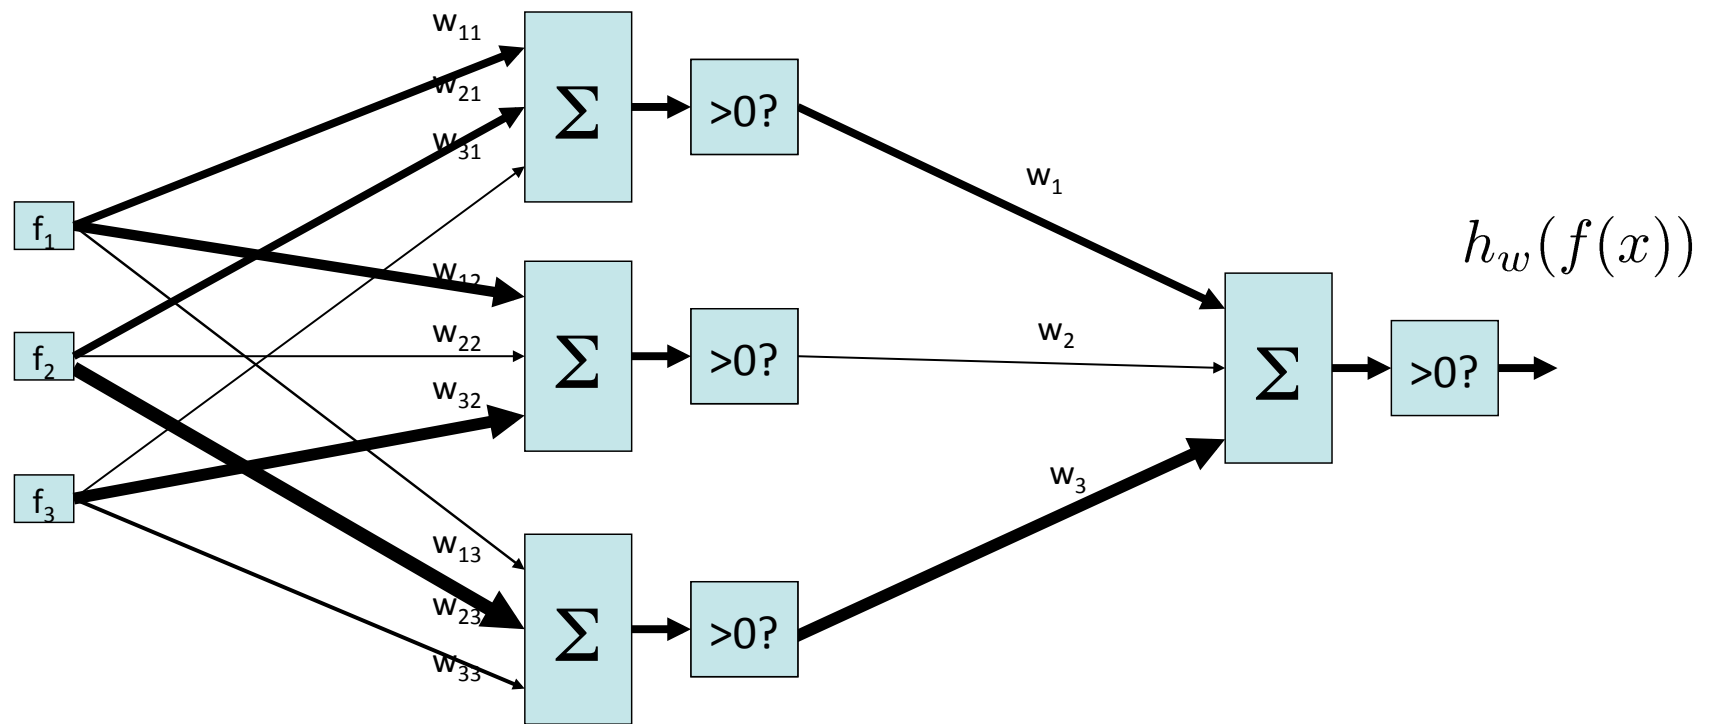 w₁₁
w₂₁
w₃₁
Σ
>0?
w₁
f₁
w₁₂
w₂₂
w₃₂
f₂
Σ
>0?
w₂
Σ
>0?
h_w(f(x))
f₃
w₁₃
w₂₃
w₃₃
Σ
>0?
w₃